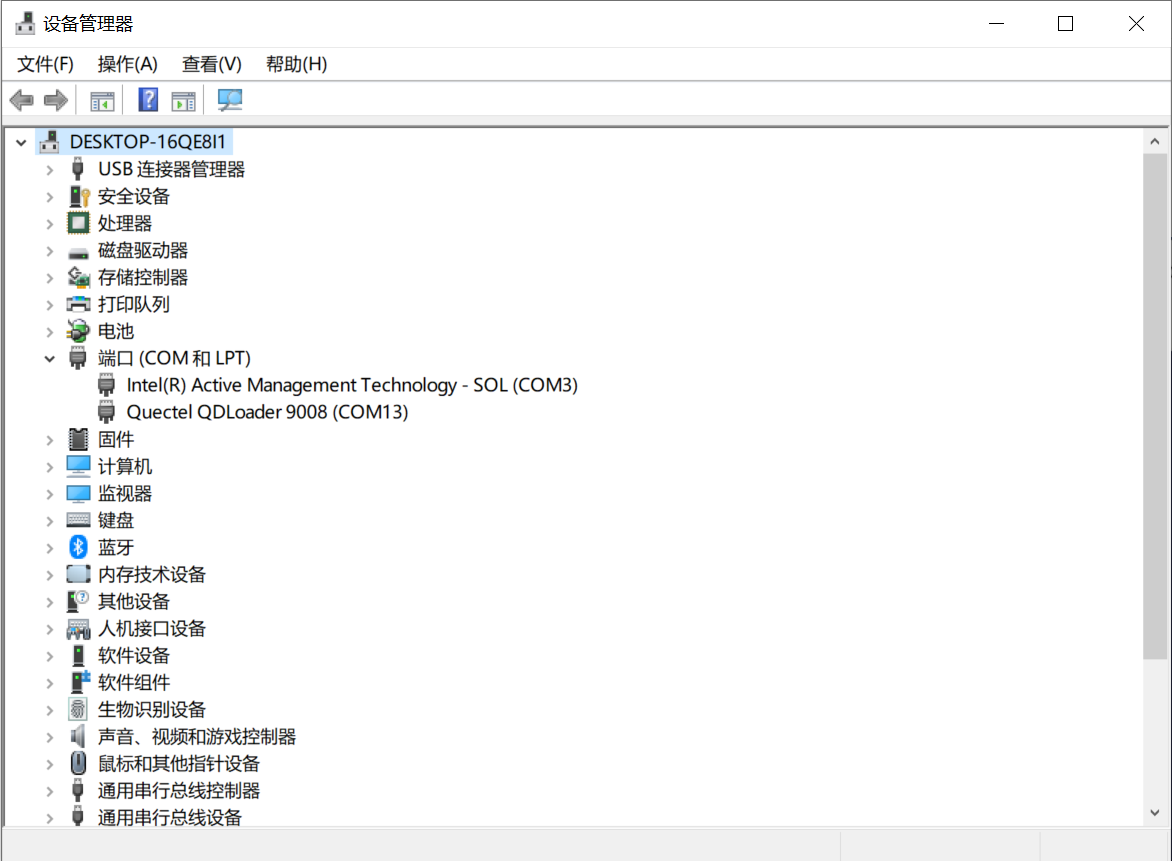 设备管理器
文件(F) 操作(A) 查看(V) 帮助(H)
DESKTOP-16QE8I1
USB 连接器管理器
安全设备
处理器
磁盘驱动器
存储控制器
打印队列
电池
端口 (COM 和 LPT)
Intel(R) Active Management Technology - SOL (COM3)
Quectel QDLoader 9008 (COM13)
固件
计算机
监视器
键盘
蓝牙
内存技术设备
其他设备
人机接口设备
软件设备
软件组件
生物识别设备
声音、视频和游戏控制器
鼠标和其他指针设备
通用串行总线控制器
通用串行总线设备